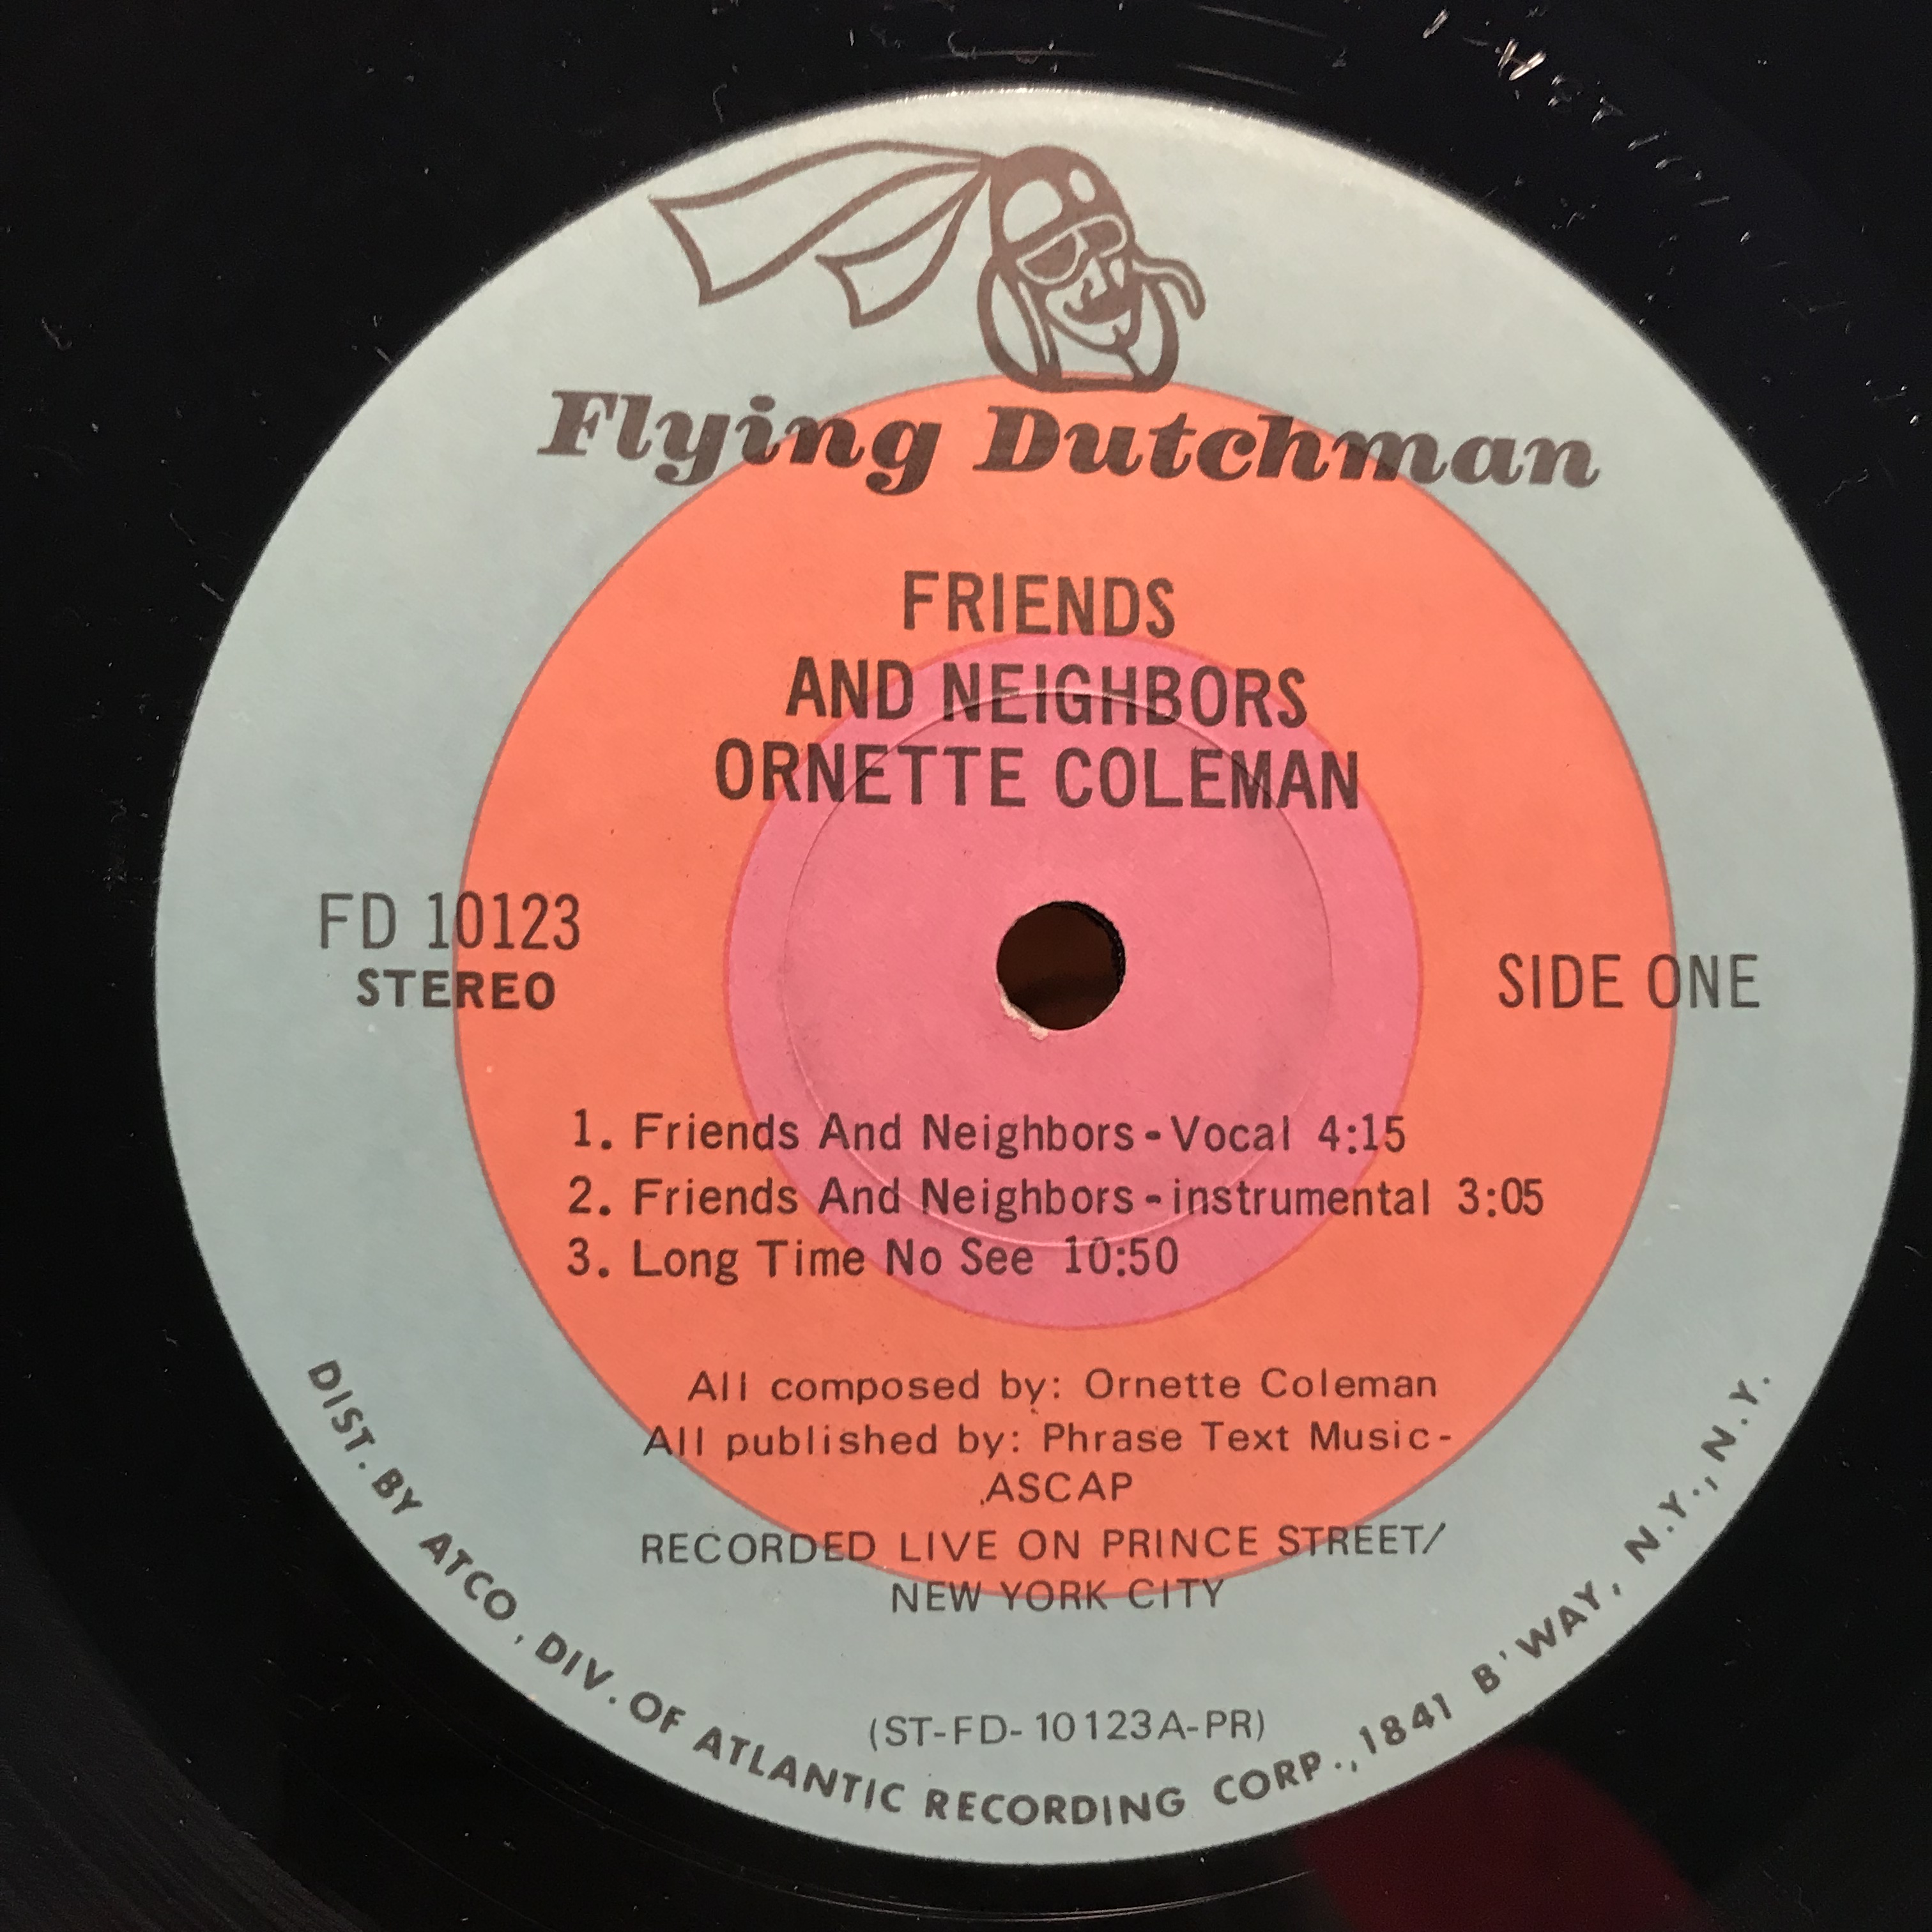 Flying Dutchman
FRIENDS
AND NEIGHBORS
ORNETTE COLEMAN
FD 10123
STEREO
SIDE ONE
1. Friends And Neighbors - Vocal 4:15
2. Friends And Neighbors - instrumental 3:05
3. Long Time No See 10:50
All composed by: Ornette Coleman
All published by: Phrase Text Music -
ASCAP
RECORDED LIVE ON PRINCE STREET/
NEW YORK CITY
(ST-FD-10123A-PR)
DIST. BY ATCO, DIV. OF ATLANTIC RECORDING CORP., 1841 B'WAY, N.Y., N.Y.